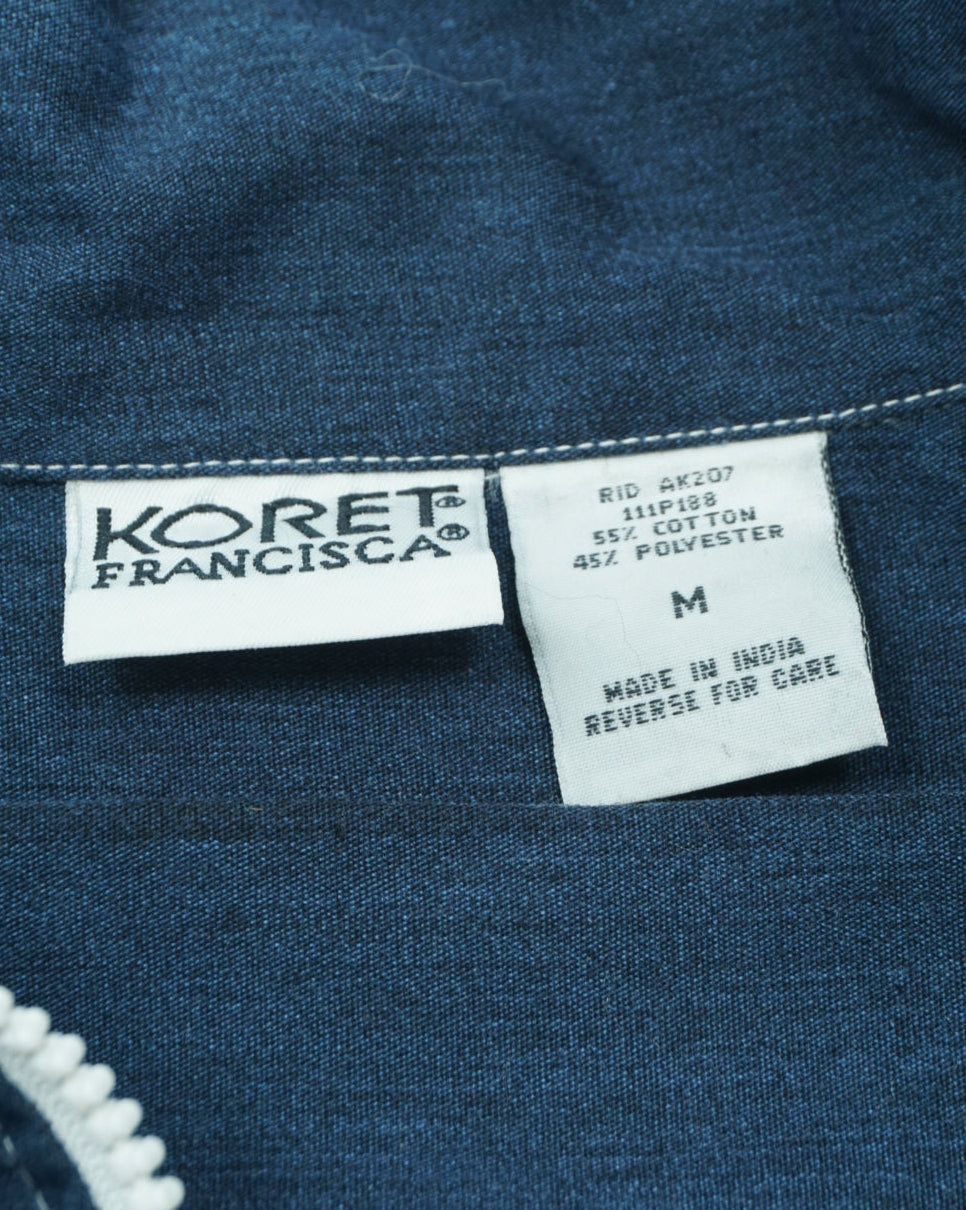 KORET®
FRANCISCA®
RID AK207
111P188
55% COTTON
45% POLYESTER
M
MADE IN INDIA
REVERSE FOR CARE